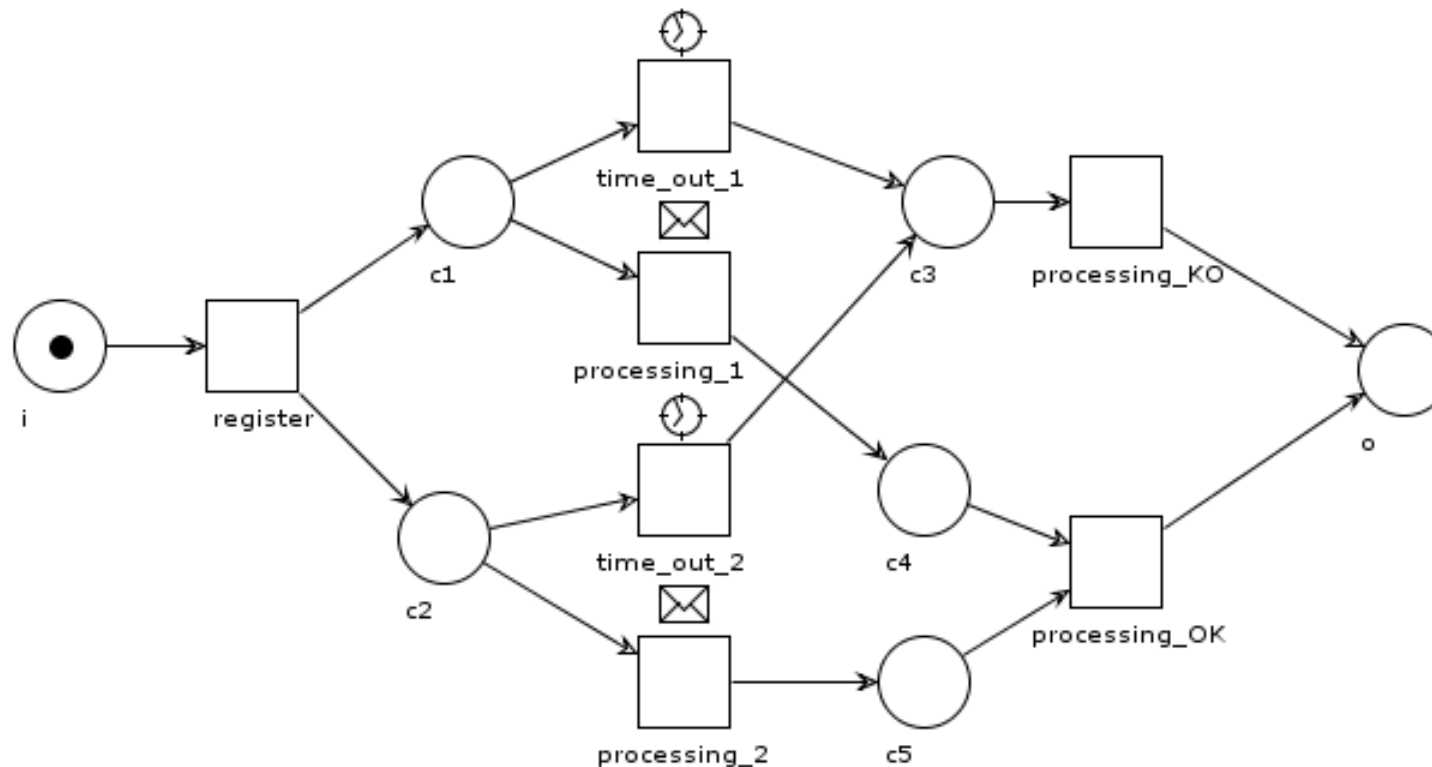 time_out_1
c1
c3
processing_KO
processing_1
i
register
o
time_out_2
c4
c2
processing_OK
processing_2
c5